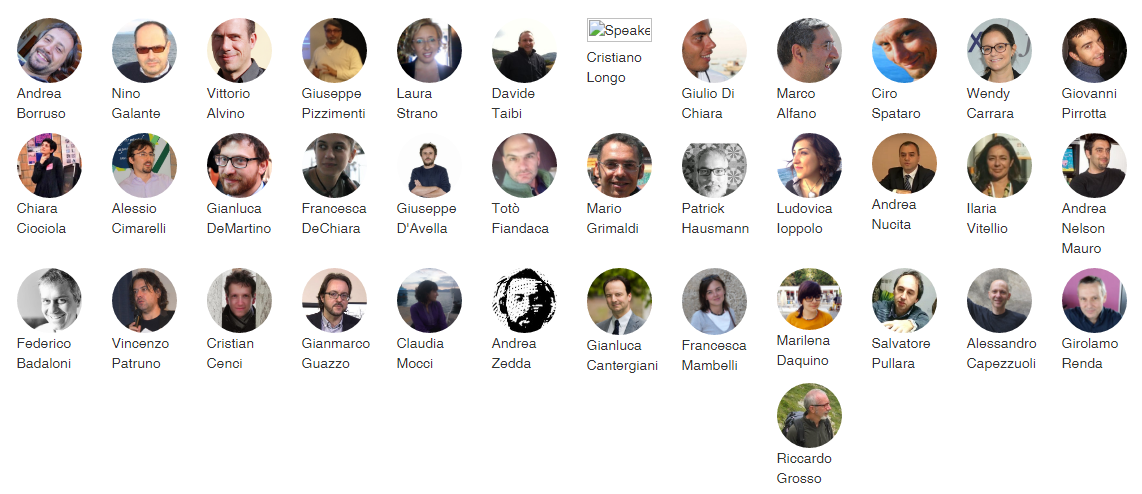 Andrea
Borruso
Nino
Galante
Vittorio
Alvino
Giuseppe
Pizzimenti
Laura
Strano
Davide
Taibi
Speake
Cristiano
Longo
Giulio Di
Chiara
Marco
Alfano
Ciro
Spataro
Wendy
Carrara
Giovanni
Pirrotta
Chiara
Ciociola
Alessio
Cimarelli
Gianluca
DeMartino
Francesca
DeChiara
Giuseppe
D'Avella
Totò
Fiandaca
Mario
Grimaldi
Patrick
Hausmann
Ludovica
Ioppolo
Andrea
Nucita
Ilaria
Vitellio
Andrea
Nelson
Mauro
Federico
Badaloni
Vincenzo
Patruno
Cristian
Cenci
Gianmarco
Guazzo
Claudia
Mocci
Andrea
Zedda
Gianluca
Cantergiani
Francesca
Mambelli
Marilena
Daquino
Salvatore
Pullara
Alessandro
Capezzuoli
Girolamo
Renda
Riccardo
Grosso